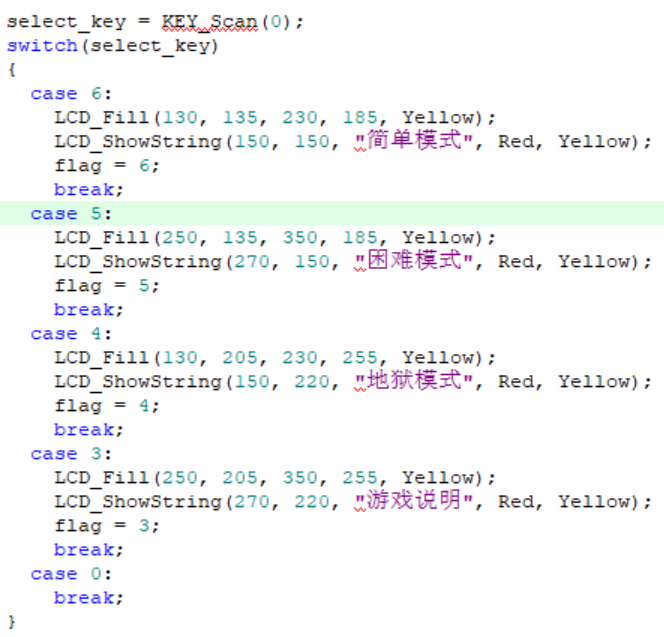 select_key = KEY_Scan(0);
switch(select_key)
{
  case 6:
    LCD_Fill(130, 135, 230, 185, Yellow);
    LCD_ShowString(150, 150, "简单模式", Red, Yellow);
    flag = 6;
    break;
  case 5:
    LCD_Fill(250, 135, 350, 185, Yellow);
    LCD_ShowString(270, 150, "困难模式", Red, Yellow);
    flag = 5;
    break;
  case 4:
    LCD_Fill(130, 205, 230, 255, Yellow);
    LCD_ShowString(150, 220, "地狱模式", Red, Yellow);
    flag = 4;
    break;
  case 3:
    LCD_Fill(250, 205, 350, 255, Yellow);
    LCD_ShowString(270, 220, "游戏说明", Red, Yellow);
    flag = 3;
    break;
  case 0:
    break;
}